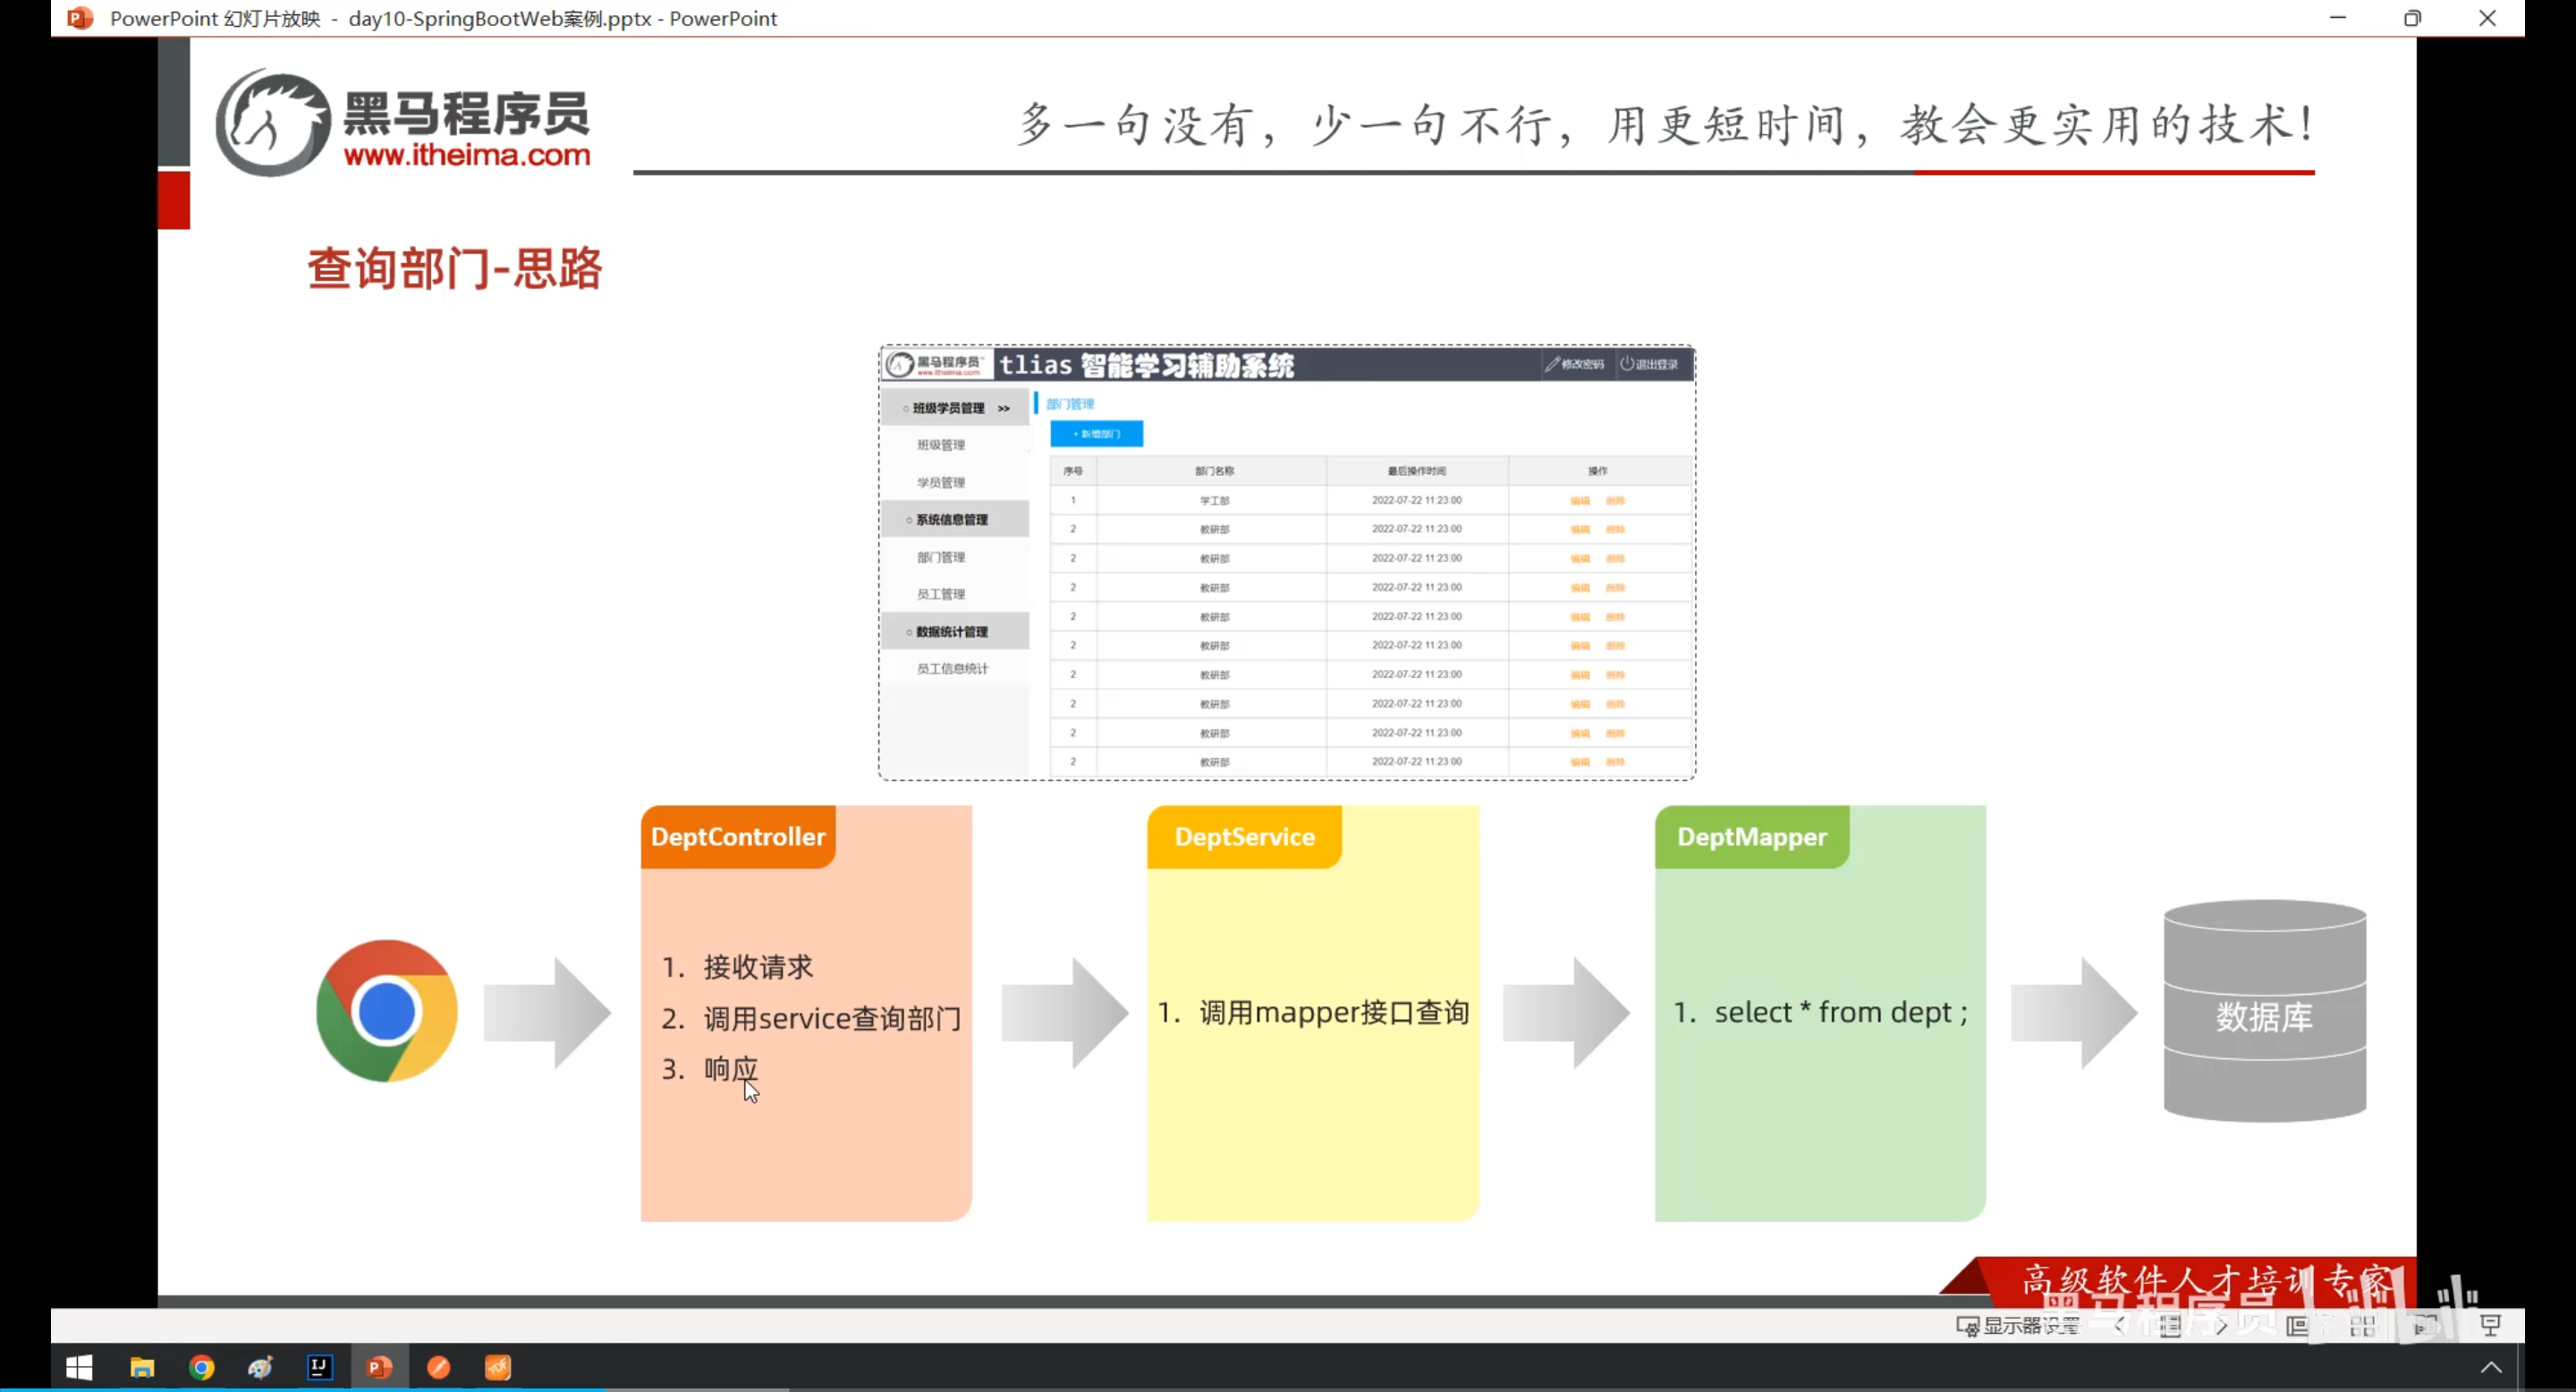 PowerPoint 幻灯片放映 - day10-SpringBootWeb案例.pptx - PowerPoint
黑马程序员
www.itheima.com
多一句没有，少一句不行，用更短时间，教会更实用的技术！
查询部门-思路
黑马程序员
www.itheima.com
tlias 智能学习辅助系统
修改密码
退出登录
班级学员管理 >>
班级管理
学员管理
系统信息管理
部门管理
员工管理
数据统计管理
员工信息统计
部门管理
+ 新增部门
序号 部门名称 最后操作时间 操作
1 学工部 2022-07-22 11:23:00 编辑 删除
2 教研部 2022-07-22 11:23:00 编辑 删除
2 教研部 2022-07-22 11:23:00 编辑 删除
2 教研部 2022-07-22 11:23:00 编辑 删除
2 教研部 2022-07-22 11:23:00 编辑 删除
2 教研部 2022-07-22 11:23:00 编辑 删除
2 教研部 2022-07-22 11:23:00 编辑 删除
2 教研部 2022-07-22 11:23:00 编辑 删除
2 教研部 2022-07-22 11:23:00 编辑 删除
2 教研部 2022-07-22 11:23:00 编辑 删除
DeptController
1. 接收请求
2. 调用service查询部门
3. 响应
DeptService
1. 调用mapper接口查询
DeptMapper
1. select * from dept ;
数据库
高级软件人才培训专家
黑马程序员
显示器设置